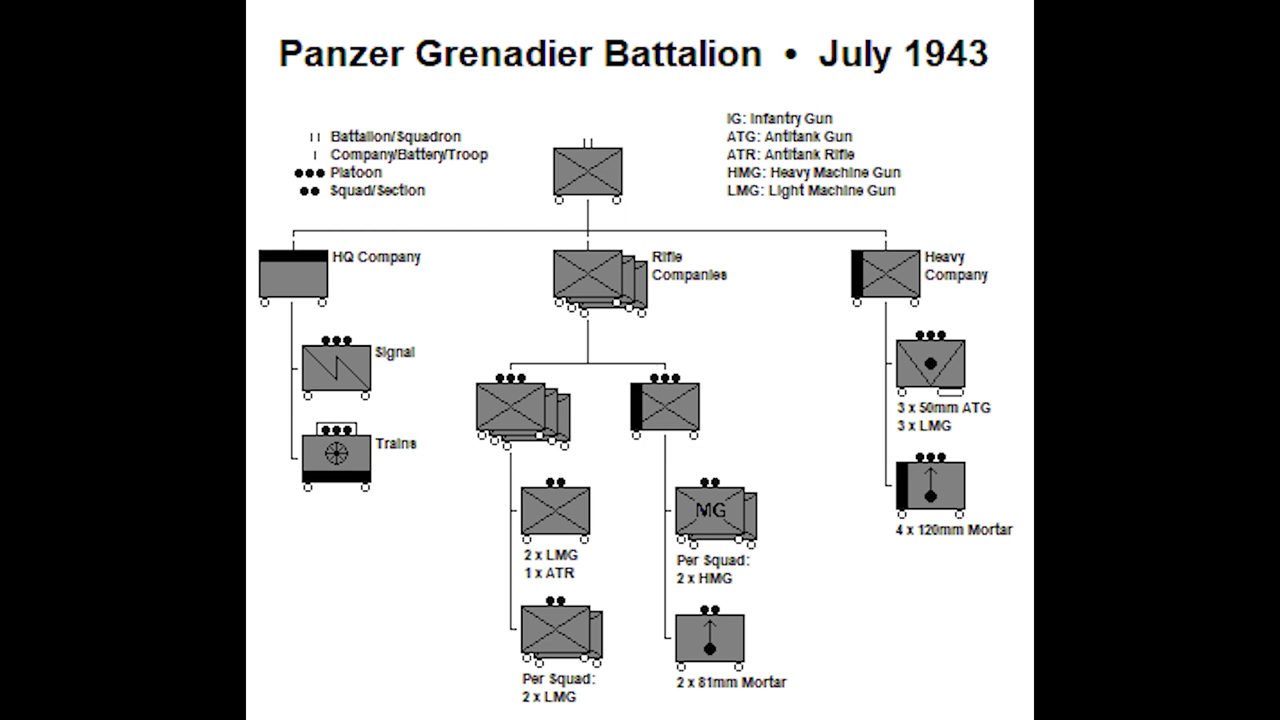 Panzer Grenadier Battalion • July 1943
Battalion/Squadron
Company/Battery/Troop
Platoon
Squad/Section
IG: Infantry Gun
ATG: Antitank Gun
ATR: Antitank Rifle
HMG: Heavy Machine Gun
LMG: Light Machine Gun
HQ Company
Rifle
Companies
Heavy
Company
Signal
Trains
3 x 50mm ATG
3 x LMG
MG
4 x 120mm Mortar
2 x LMG
1 x ATR
Per Squad:
2 x HMG
Per Squad:
2 x LMG
2 x 81mm Mortar